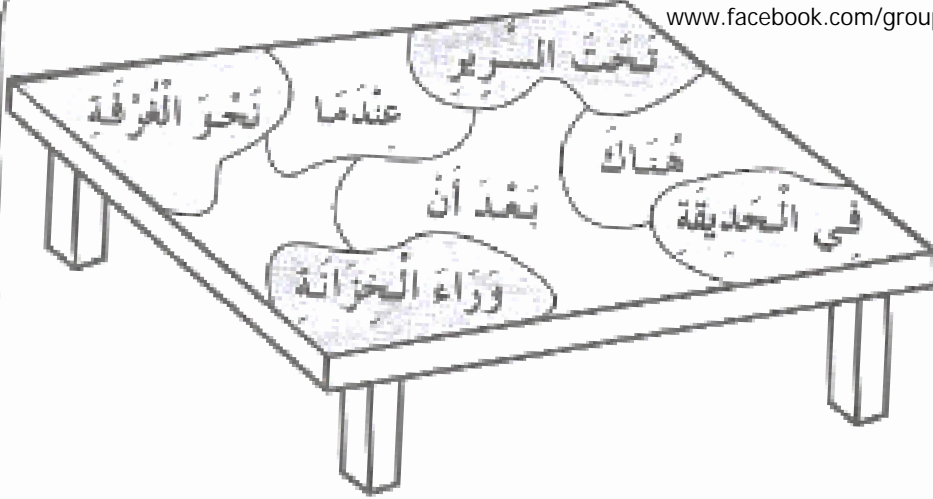 www.facebook.com/group
تَحْتَ السَّرِيرِ
نَحْوَ الْغُرْفَةِ
عِنْدَمَا
هُنَاكَ
بَعْدَ أَنْ
فِي الْحَدِيقَةِ
وَرَاءَ الْخِزَانَةِ